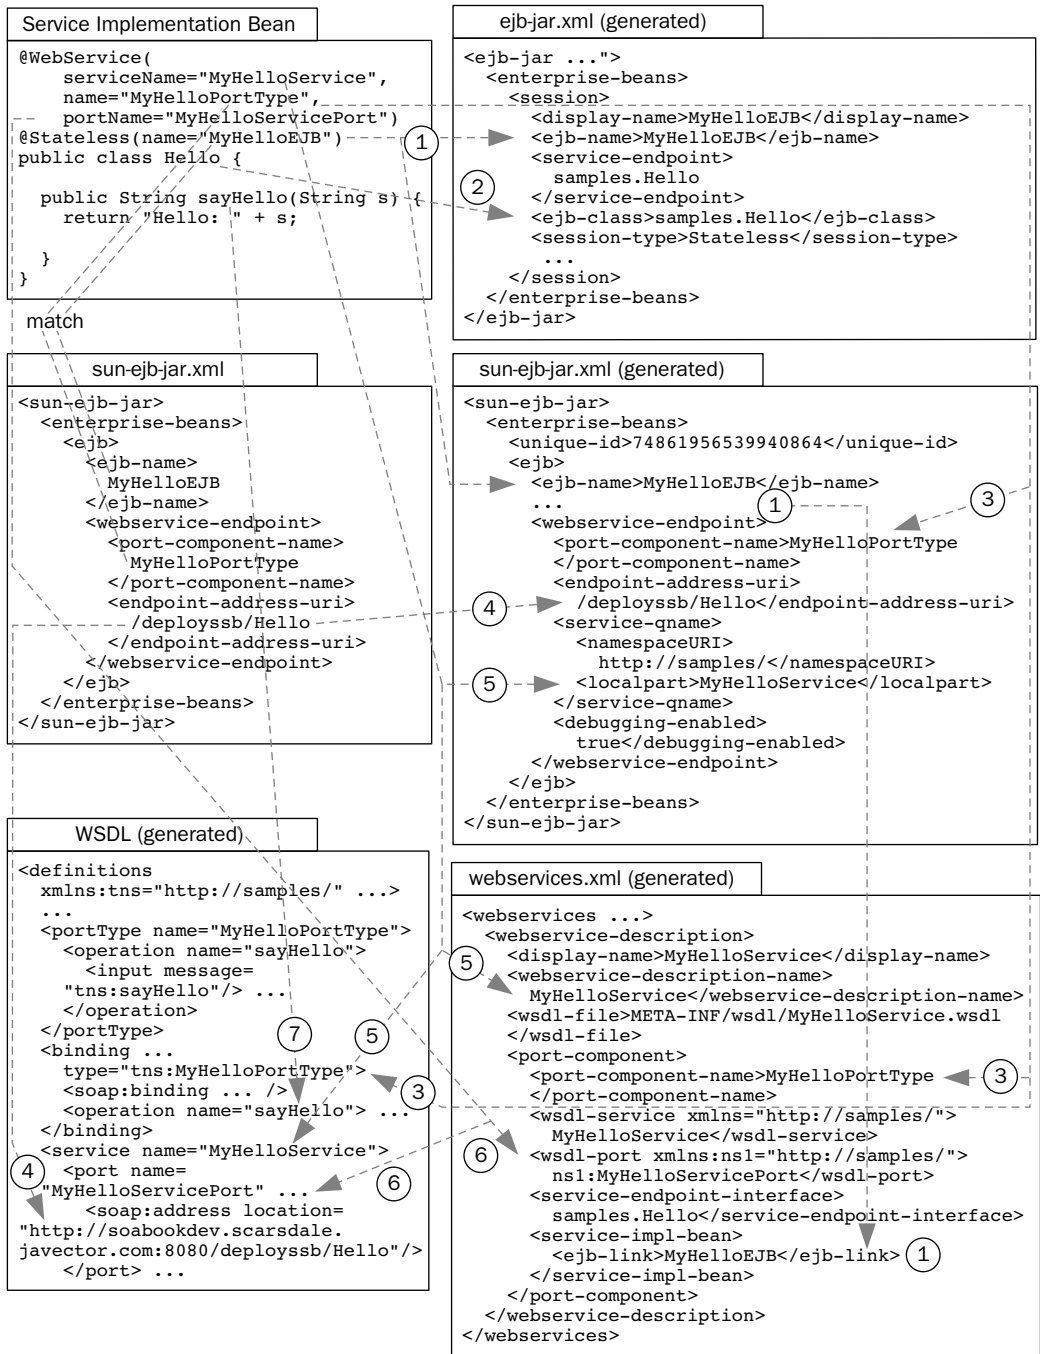 Service Implementation Bean
@WebService(
serviceName="MyHelloService",
name="MyHelloPortType",
portName="MyHelloServicePort")
@Stateless(name="MyHelloEJB")
public class Hello {
public String sayHello(String s) {
return "Hello: " + s;
}
}
match
ejb-jar.xml (generated)
<ejb-jar ...">
<enterprise-beans>
<session>
<display-name>MyHelloEJB</display-name>
<ejb-name>MyHelloEJB</ejb-name>
<service-endpoint>
samples.Hello
</service-endpoint>
<ejb-class>samples.Hello</ejb-class>
<session-type>Stateless</session-type>
...
</session>
</enterprise-beans>
</ejb-jar>
1
2
sun-ejb-jar.xml
<sun-ejb-jar>
<enterprise-beans>
<ejb>
<ejb-name>
MyHelloEJB
</ejb-name>
<webservice-endpoint>
<port-component-name>
MyHelloPortType
</port-component-name>
<endpoint-address-uri>
/deployssb/Hello
</endpoint-address-uri>
</webservice-endpoint>
</ejb>
</enterprise-beans>
</sun-ejb-jar>
sun-ejb-jar.xml (generated)
<sun-ejb-jar>
<enterprise-beans>
<unique-id>74861956539940864</unique-id>
<ejb>
<ejb-name>MyHelloEJB</ejb-name>
...
<webservice-endpoint>
<port-component-name>MyHelloPortType
</port-component-name>
<endpoint-address-uri>
/deployssb/Hello</endpoint-address-uri>
<service-qname>
<namespaceURI>
http://samples/</namespaceURI>
<localpart>MyHelloService</localpart>
</service-qname>
<debugging-enabled>
true</debugging-enabled>
</webservice-endpoint>
</ejb>
</enterprise-beans>
</sun-ejb-jar>
1
3
4
5
WSDL (generated)
<definitions
xmlns:tns="http://samples/" ...>
...
<portType name="MyHelloPortType">
<operation name="sayHello">
<input message=
"tns:sayHello"/> ...
</operation>
</portType>
<binding ...
type="tns:MyHelloPortType">
<soap:binding ... />
<operation name="sayHello"> ...
</binding>
<service name="MyHelloService">
<port name=
"MyHelloServicePort" ...
<soap:address location=
"http://soabookdev.scarsdale.
javector.com:8080/deployssb/Hello"/>
</port> ...
7
5
3
4
6
webservices.xml (generated)
<webservices ...>
<webservice-description>
<display-name>MyHelloService</display-name>
<webservice-description-name>
MyHelloService</webservice-description-name>
<wsdl-file>META-INF/wsdl/MyHelloService.wsdl
</wsdl-file>
<port-component>
<port-component-name>MyHelloPortType
</port-component-name>
<wsdl-service xmlns="http://samples/">
MyHelloService</wsdl-service>
<wsdl-port xmlns:ns1="http://samples/">
ns1:MyHelloServicePort</wsdl-port>
<service-endpoint-interface>
samples.Hello</service-endpoint-interface>
<service-impl-bean>
<ejb-link>MyHelloEJB</ejb-link>
</service-impl-bean>
</port-component>
</webservice-description>
</webservices>
5
3
6
1